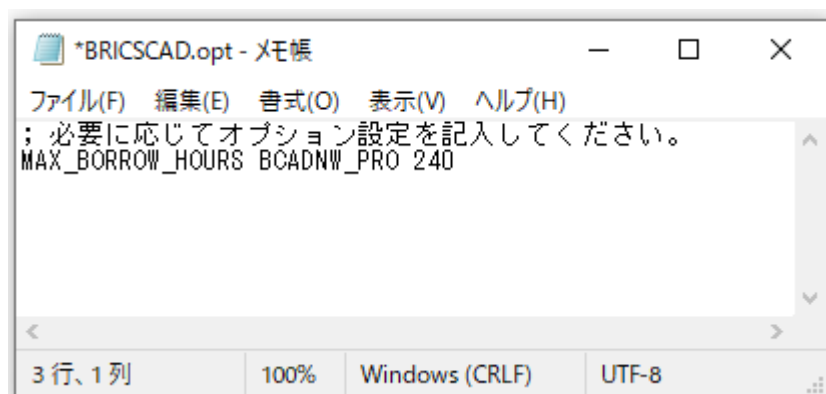 *BRICSCAD.opt - メモ帳
ファイル(F) 編集(E) 書式(O) 表示(V) ヘルプ(H)
; 必要に応じてオプション設定を記入してください。
MAX_BORROW_HOURS BCADNW_PRO 240
3 行、1 列 100% Windows (CRLF) UTF-8